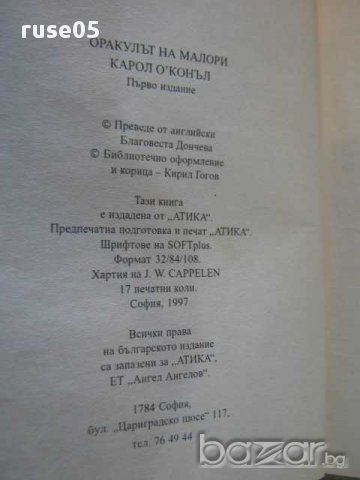 ruse05
ОРАКУЛЪТ НА МАЛОРИ
КАРОЛ О'КОНЪЛ
Първо издание
© Преведе от английски
Благовеста Дончева
© Библиотечно оформление
и корица – Кирил Гогов
Тази книга
е издадена от „АТИКА".
Предпечатна подготовка и печат „АТИКА".
Шрифтове на SOFTplus.
Формат 32/84/108.
Хартия на J. W. CAPPELEN
17 печатни коли.
София, 1997
Всички права
на българското издание
са запазени за „АТИКА",
ЕТ „Ангел Ангелов".
1784 София,
бул. „Цариградско шосе" 117,
тел. 76 49 44
bazar.бг